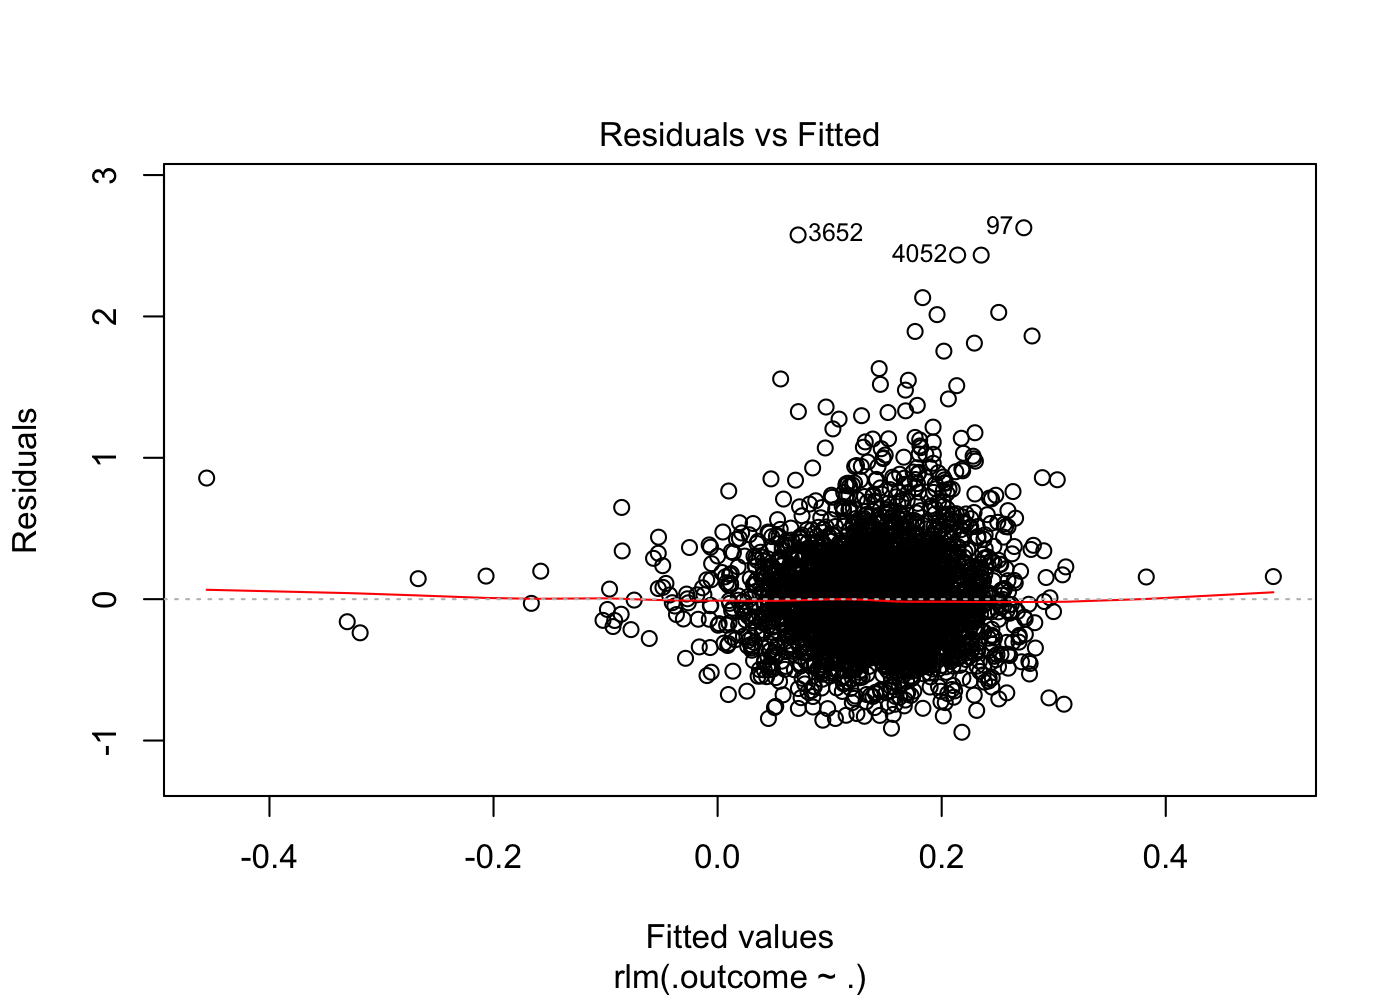 Residuals vs Fitted
Residuals
3
2
1
0
-1
97
3652
4052
-0.4 -0.2 0.0 0.2 0.4
Fitted values
rlm(.outcome ~ .)